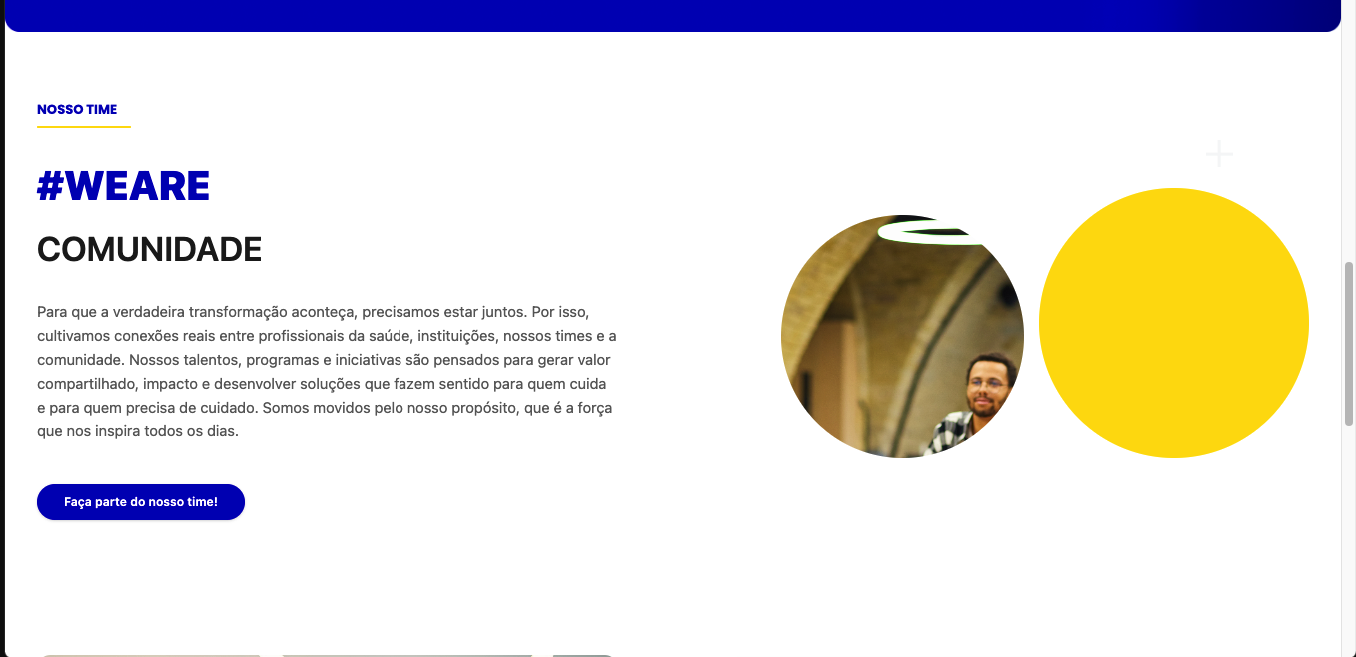 NOSSO TIME
#WEARE
COMUNIDADE
Para que a verdadeira transformação aconteça, precisamos estar juntos. Por isso,
cultivamos conexões reais entre profissionais da saúde, instituições, nossos times e a
comunidade. Nossos talentos, programas e iniciativas são pensados para gerar valor
compartilhado, impacto e desenvolver soluções que fazem sentido para quem cuida
e para quem precisa de cuidado. Somos movidos pelo nosso propósito, que é a força
que nos inspira todos os dias.
Faça parte do nosso time!